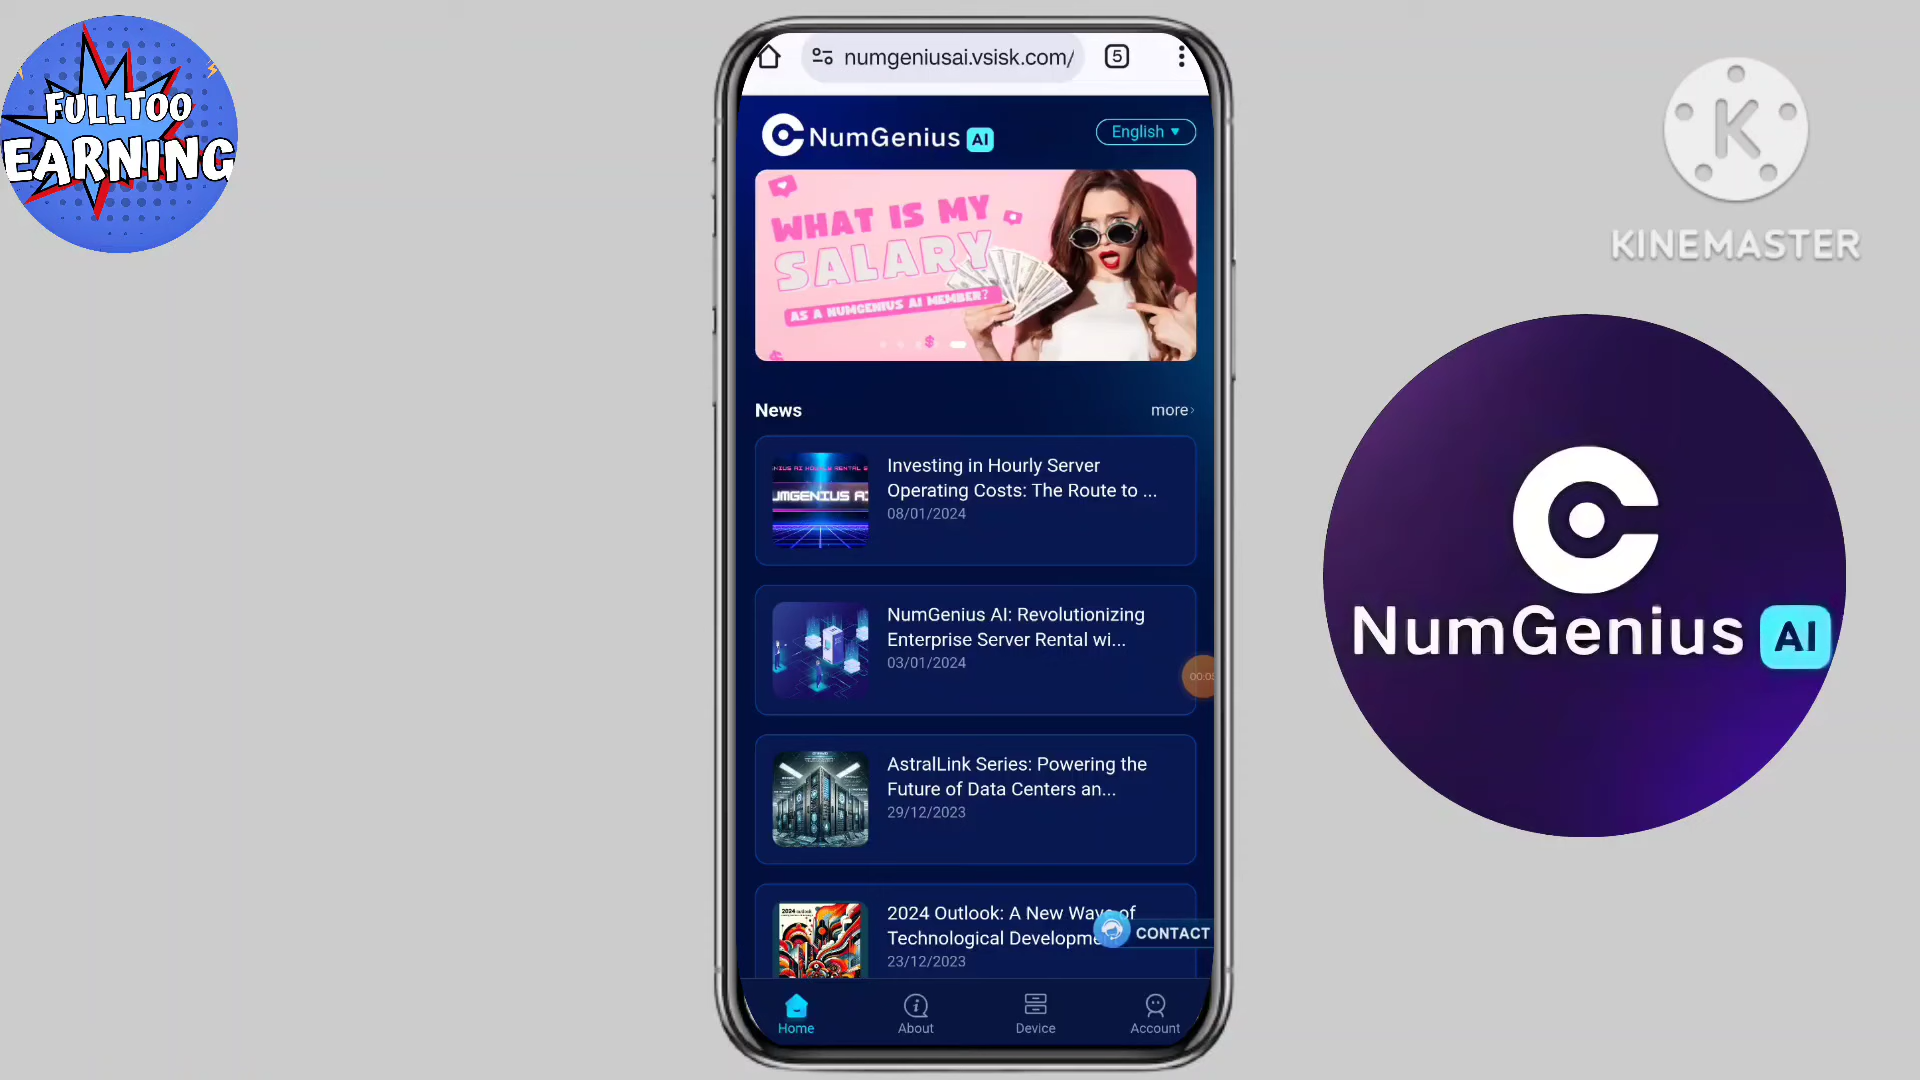 FULLTOO
EARNING
numgeniusai.vsisk.com/
5
NumGenius AI
English
WHAT IS MY
SALARY
AS A NUMGENIUS AI MEMBER?
News
more
Investing in Hourly Server
Operating Costs: The Route to ...
08/01/2024
NumGenius AI: Revolutionizing
Enterprise Server Rental wi...
03/01/2024
00:03
AstralLink Series: Powering the
Future of Data Centers an...
29/12/2023
2024 Outlook: A New Wave of
Technological Developme
23/12/2023
CONTACT
Home
About
Device
Account
K
KINEMASTER
NumGenius AI